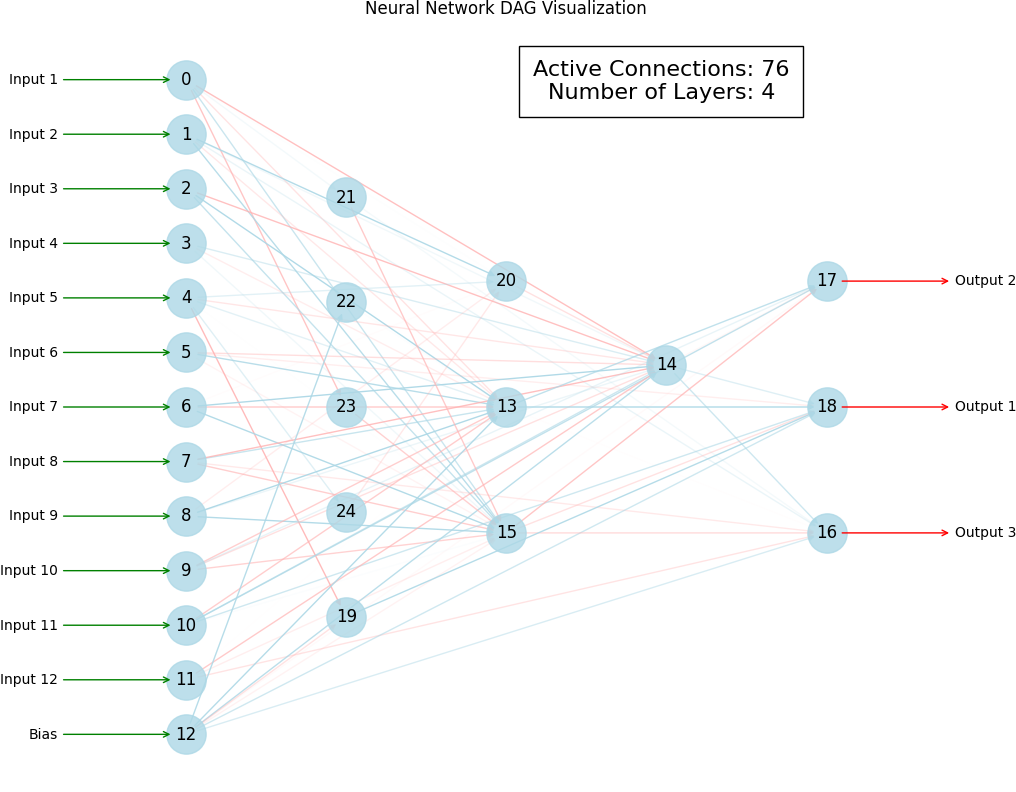 Neural Network DAG Visualization
Active Connections: 76
Number of Layers: 4
Input 1
0
Input 2
1
Input 3
2
21
Input 4
3
20
17
Output 2
Input 5
4
22
Input 6
5
14
Input 7
6
23
13
18
Output 1
Input 8
7
Input 9
8
24
15
16
Output 3
Input 10
9
Input 11
10
19
Input 12
11
Bias
12